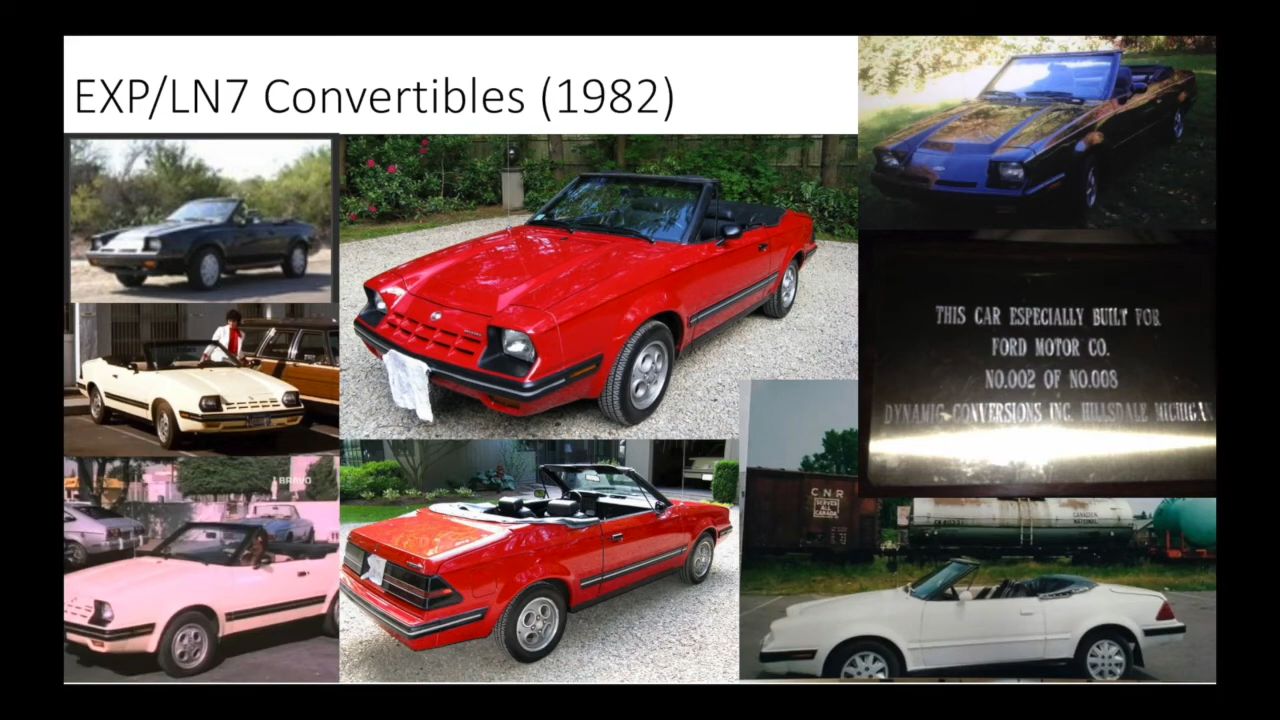 EXP/LN7 Convertibles (1982)
BRAVO
THIS CAR ESPECIALLY BUILT FOR
FORD MOTOR CO.
NO.002 OF NO.008
DYNAMIC CONVERSIONS INC. HILLSDALE MICHIGAN
C N R
SERVES
ALL
CANADA
CANADIAN
NATIONAL